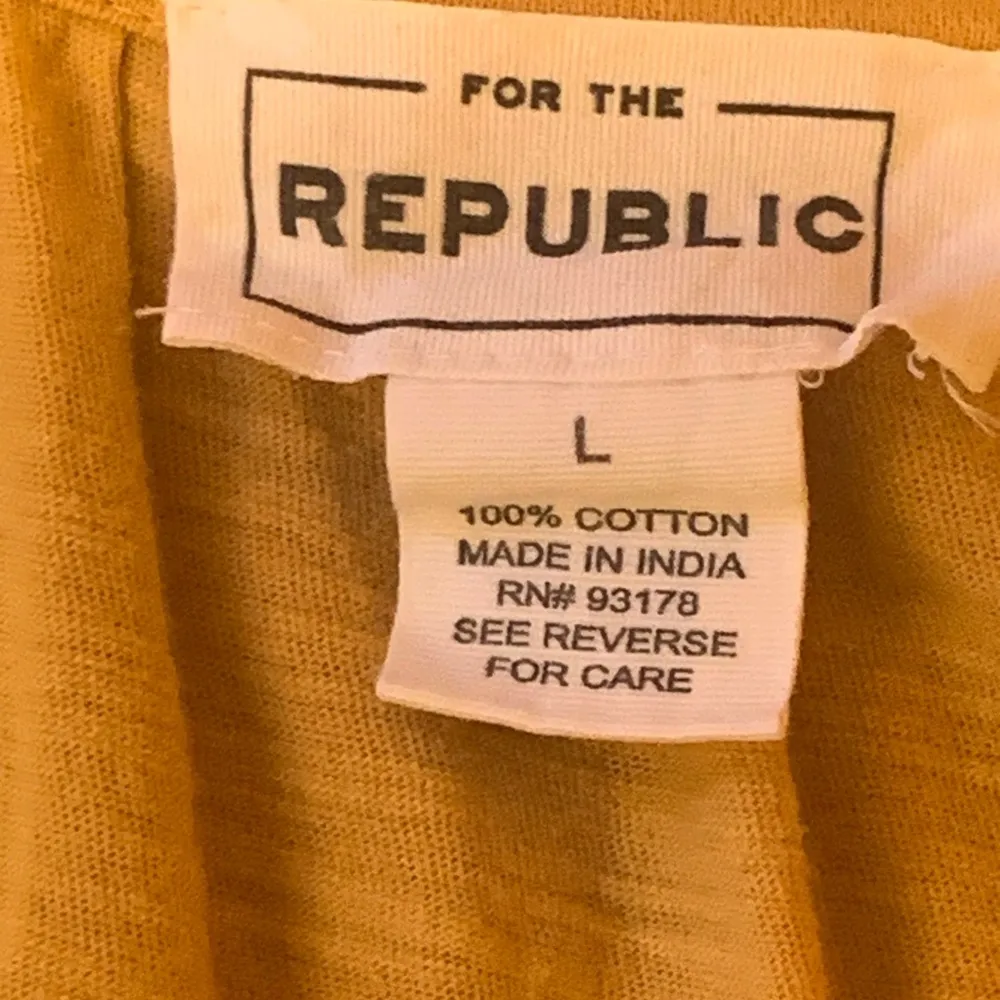 FOR THE
REPUBLIC
L
100% COTTON
MADE IN INDIA
RN# 93178
SEE REVERSE
FOR CARE